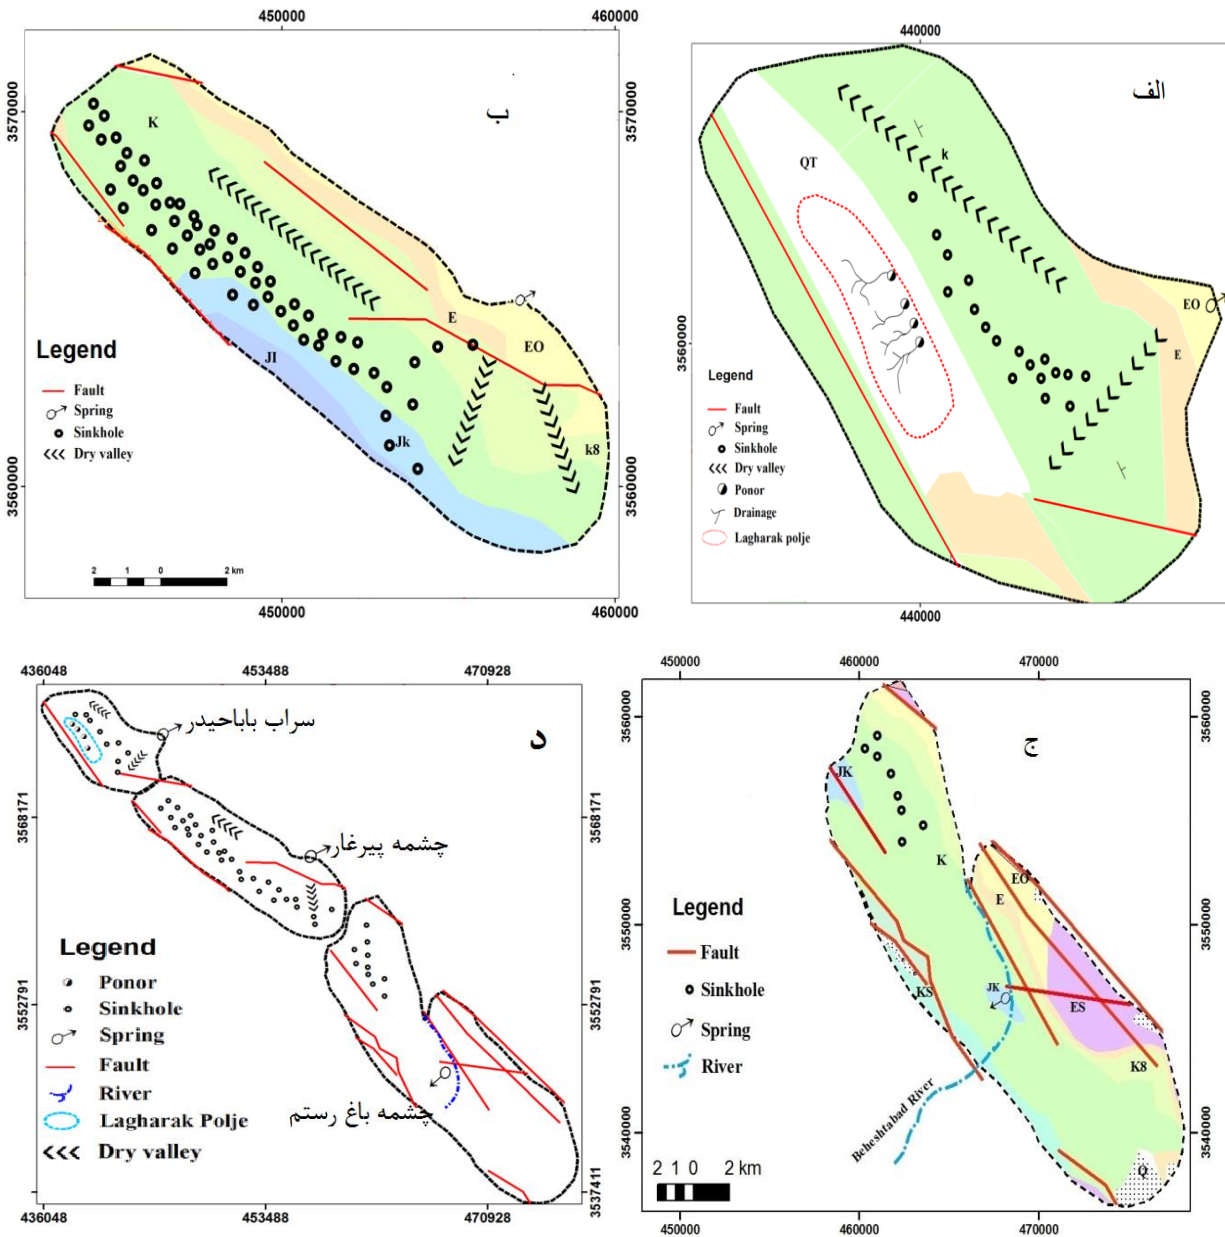 450000
460000
3570000
3560000
ب
K
E
EO
JI
Jk
k8
Legend
Fault
Spring
Sinkhole
Dry valley
2 1 0 2 km
450000
460000
440000
3560000
الف
QT
k
EO
E
Legend
Fault
Spring
Sinkhole
Dry valley
Ponor
Drainage
Lagharak polje
440000
436048
453488
470928
3568171
3552791
3537411
د
سراب باباحیدر
چشمه پیرغار
چشمه باغ رستم
Legend
Ponor
Sinkhole
Spring
Fault
River
Lagharak Polje
Dry valley
3568171
3552791
3537411
436048
453488
470928
450000
460000
470000
3560000
3550000
3540000
ج
JK
K
EO
E
KS
JK
ES
K8
Q
Beheshtabad River
Legend
Fault
Sinkhole
Spring
River
2 1 0 2 km
3560000
3550000
3540000
450000
460000
470000